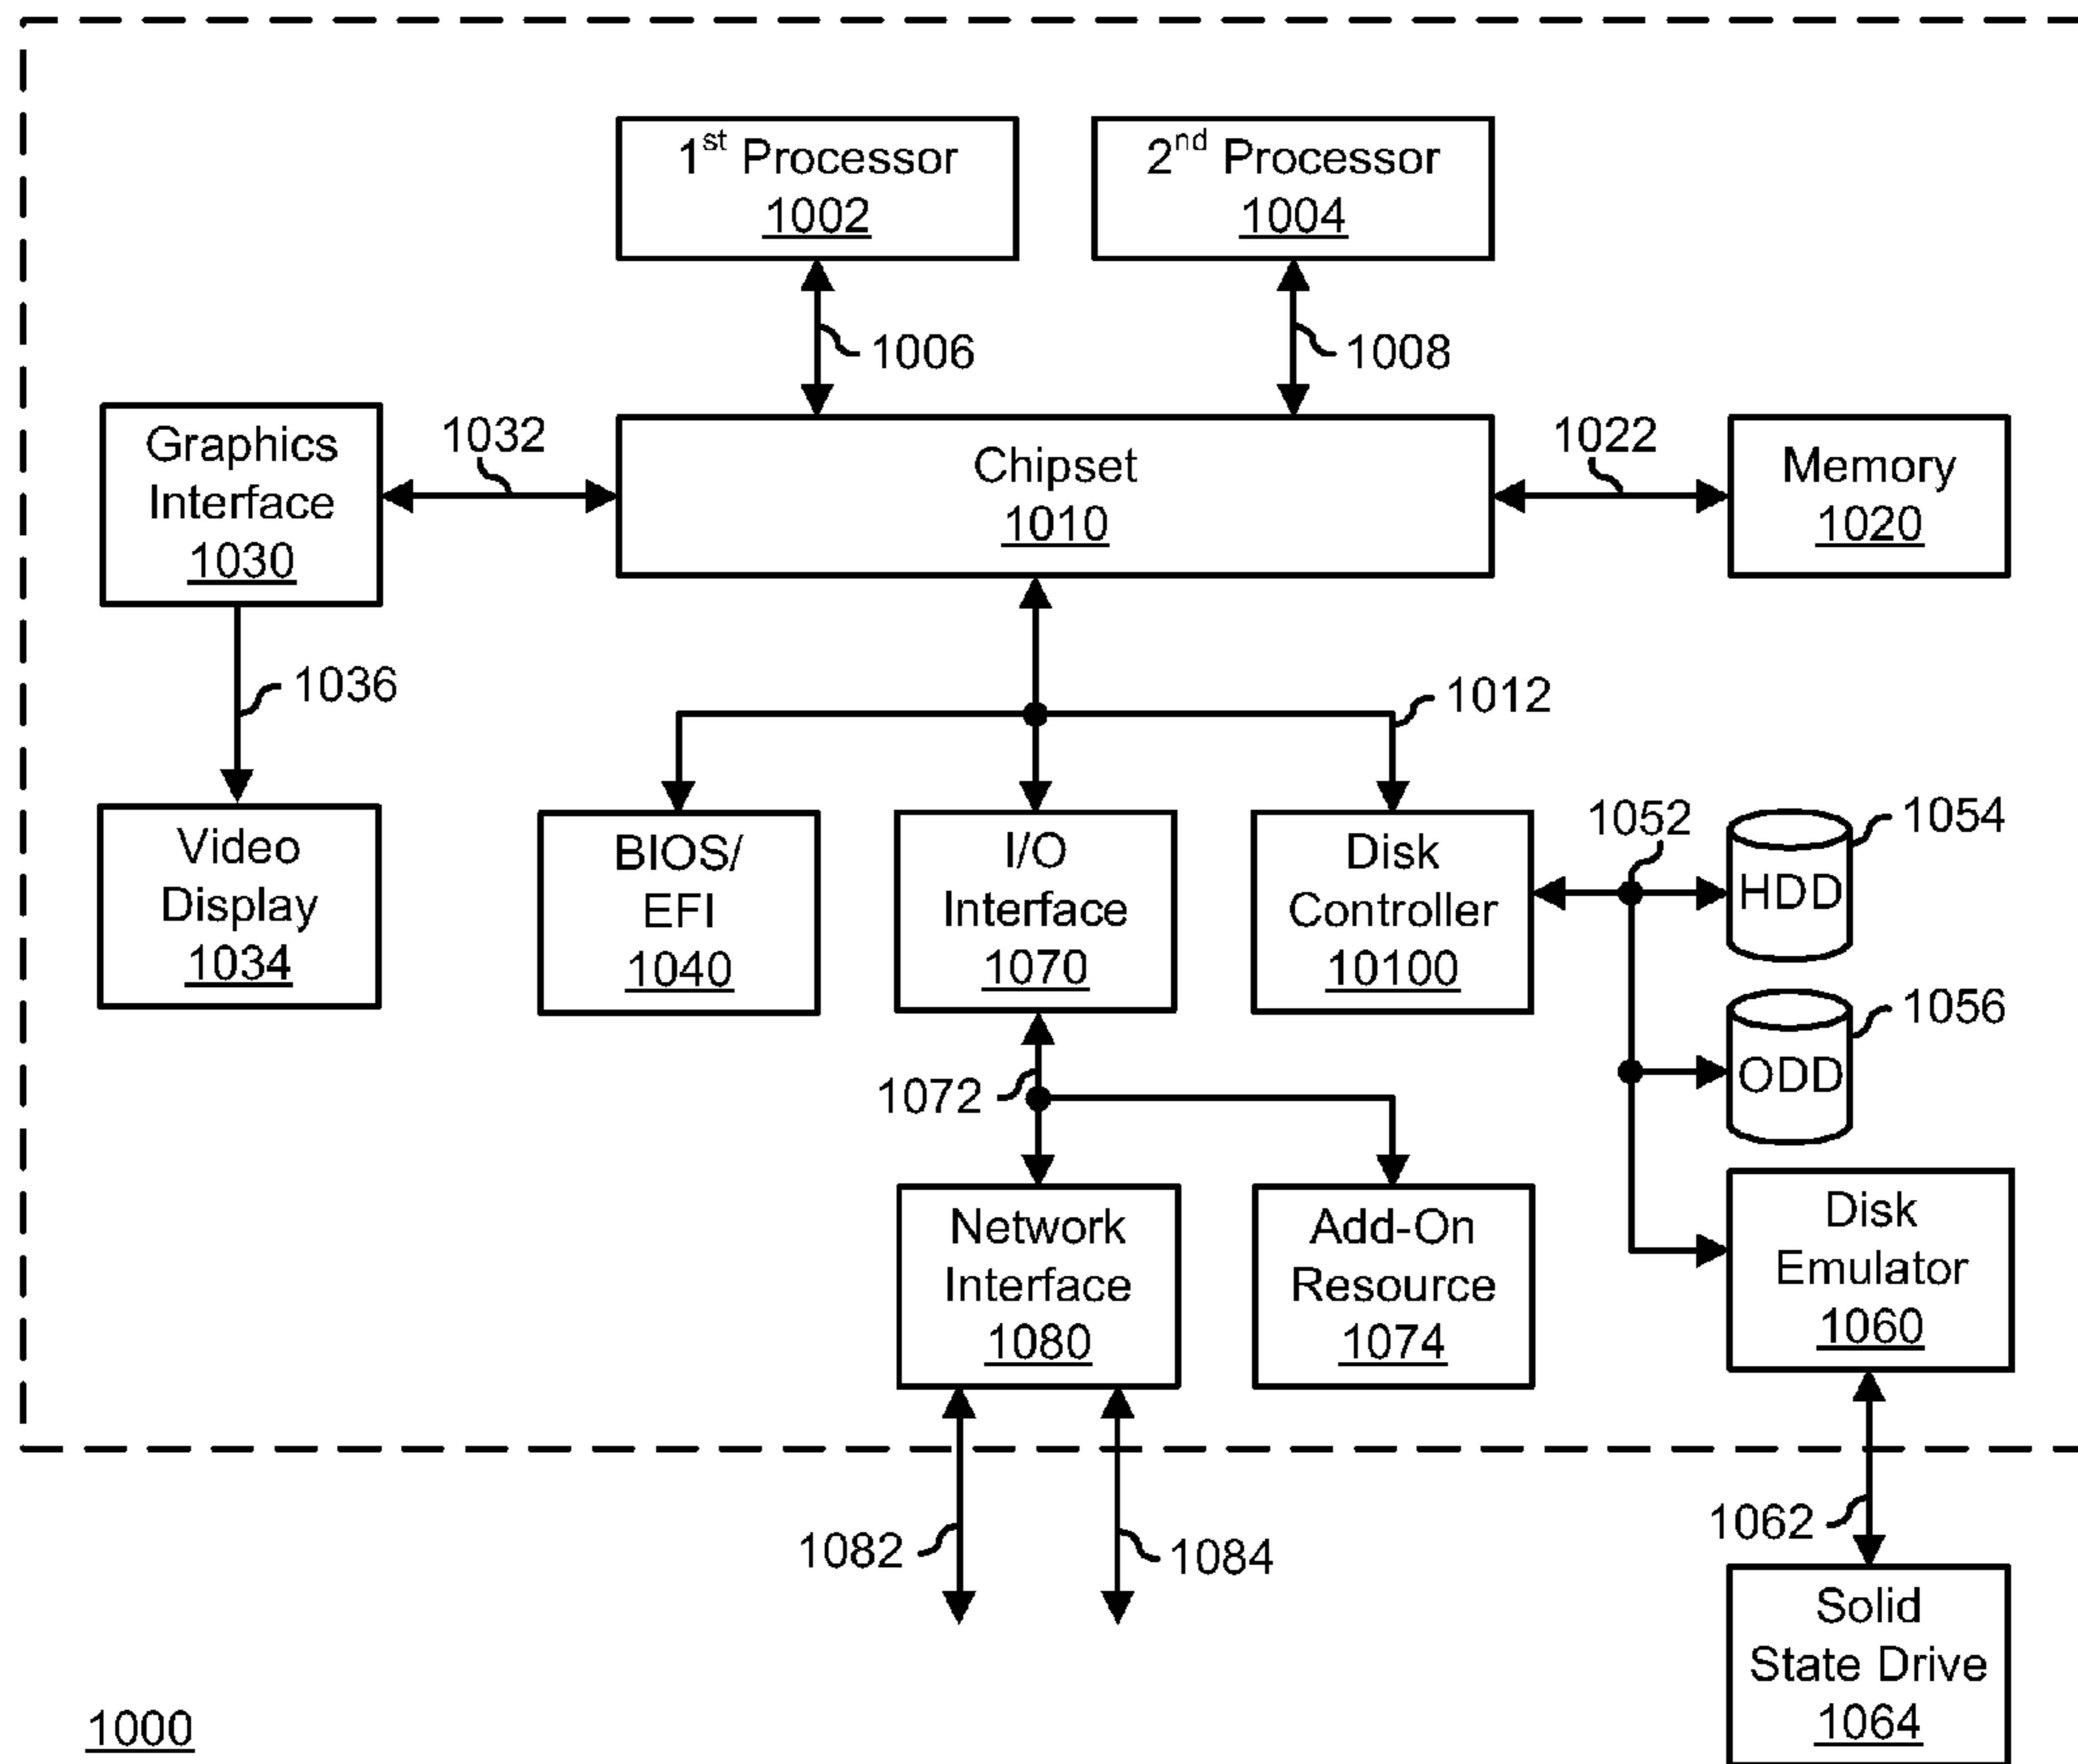 1st Processor
1002
2nd Processor
1004
1006
1008
Graphics
Interface
1030
1032
Chipset
1010
1022
Memory
1020
1036
1012
Video
Display
1034
BIOS/
EFI
1040
I/O
Interface
1070
Disk
Controller
10100
1052
HDD
1054
ODD
1056
1072
Network
Interface
1080
Add-On
Resource
1074
Disk
Emulator
1060
1082
1084
1062
Solid
State Drive
1064
1000